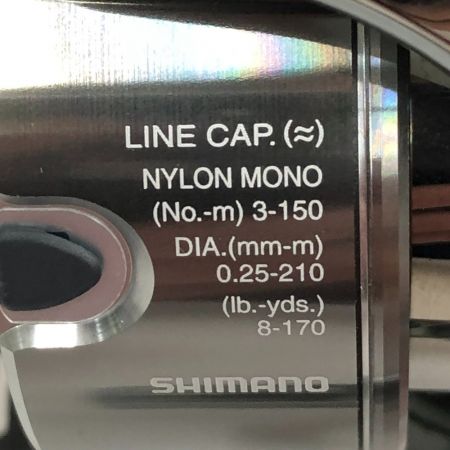 LINE CAP. (≈)
NYLON MONO
(No.-m) 3-150
DIA.(mm-m)
0.25-210
(lb.-yds.)
8-170
SHIMANO